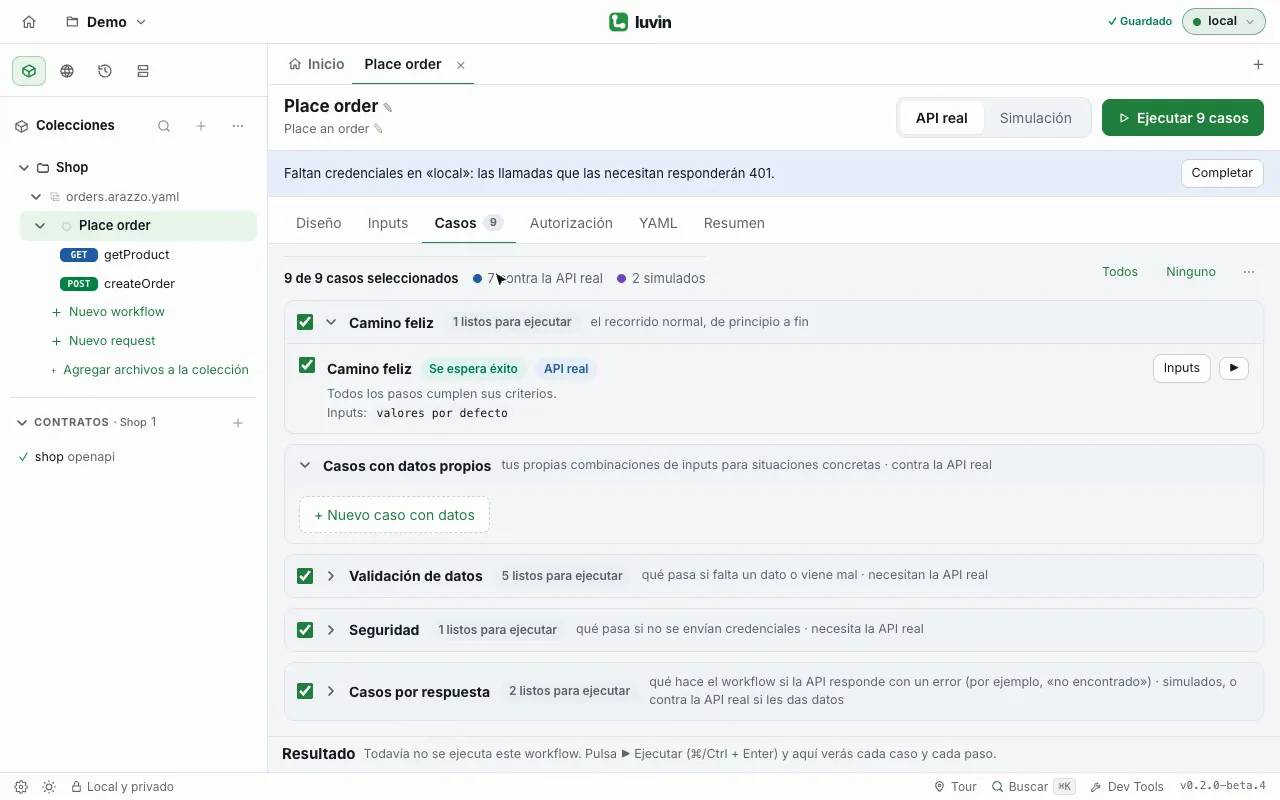 Demo
luvin
Guardado
local
Inicio
Place order
Place order
Place an order
API real
Simulación
Ejecutar 9 casos
Faltan credenciales en «local»: las llamadas que las necesitan responderán 401.
Completar
Colecciones
Shop
orders.arazzo.yaml
Place order
GET getProduct
POST createOrder
+ Nuevo workflow
+ Nuevo request
+ Agregar archivos a la colección
CONTRATOS · Shop 1
shop openapi
Diseño
Inputs
Casos 9
Autorización
YAML
Resumen
9 de 9 casos seleccionados
7 contra la API real
2 simulados
Todos
Ninguno
Camino feliz 1 listos para ejecutar el recorrido normal, de principio a fin
Camino feliz Se espera éxito API real
Inputs
Todos los pasos cumplen sus criterios.
Inputs: valores por defecto
Casos con datos propios tus propias combinaciones de inputs para situaciones concretas · contra la API real
+ Nuevo caso con datos
Validación de datos 5 listos para ejecutar qué pasa si falta un dato o viene mal · necesitan la API real
Seguridad 1 listos para ejecutar qué pasa si no se envían credenciales · necesita la API real
Casos por respuesta 2 listos para ejecutar qué hace el workflow si la API responde con un error (por ejemplo, «no encontrado») · simulados, o
contra la API real si les das datos
Resultado Todavía no se ejecuta este workflow. Pulsa ▶ Ejecutar (⌘/Ctrl + Enter) y aquí verás cada caso y cada paso.
Local y privado
Tour
Buscar ⌘K
Dev Tools
v0.2.0-beta.4